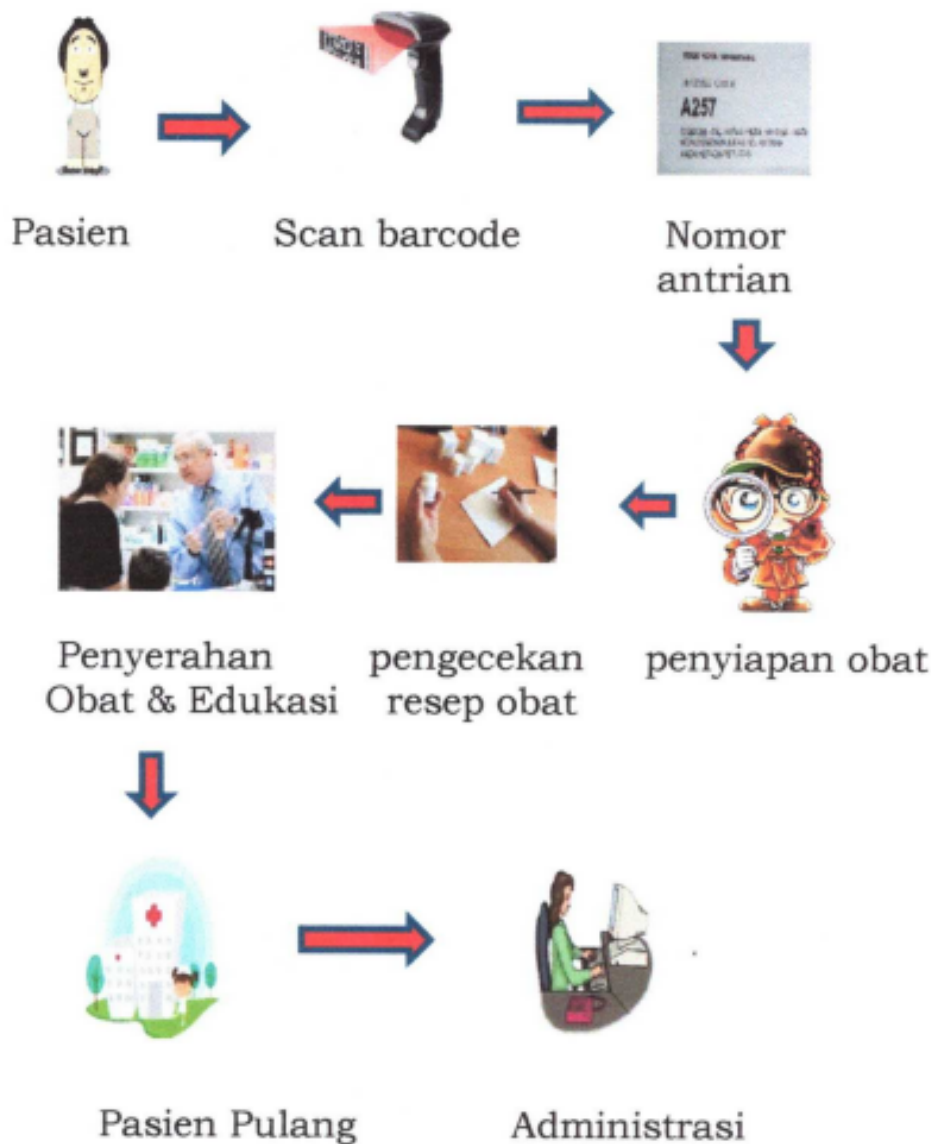 Pasien
Scan barcode
A257
Nomor
antrian
penyiapan obat
pengecekan
resep obat
Penyerahan
Obat & Edukasi
Pasien Pulang
Administrasi